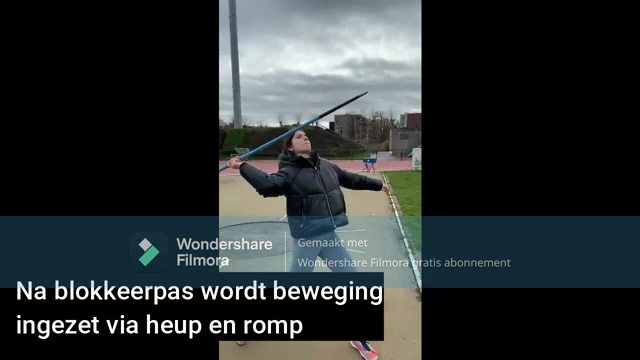 Wondershare
Filmora
Gemaakt met
Wondershare Filmora gratis abonnement
Na blokkeerpas wordt beweging
ingezet via heup en romp